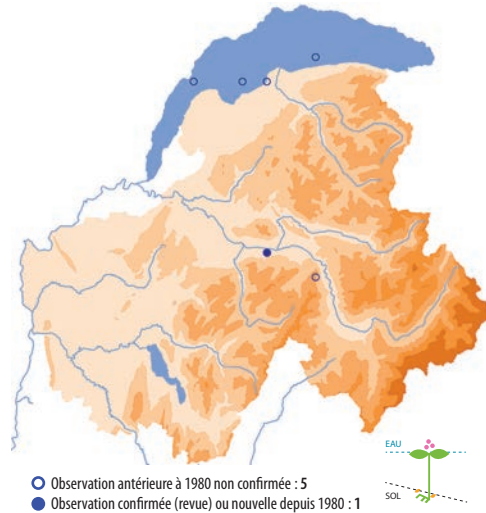 EAU
Observation antérieure à 1980 non confirmée : 5
Observation confirmée (revue) ou nouvelle depuis 1980 : 1
SOL